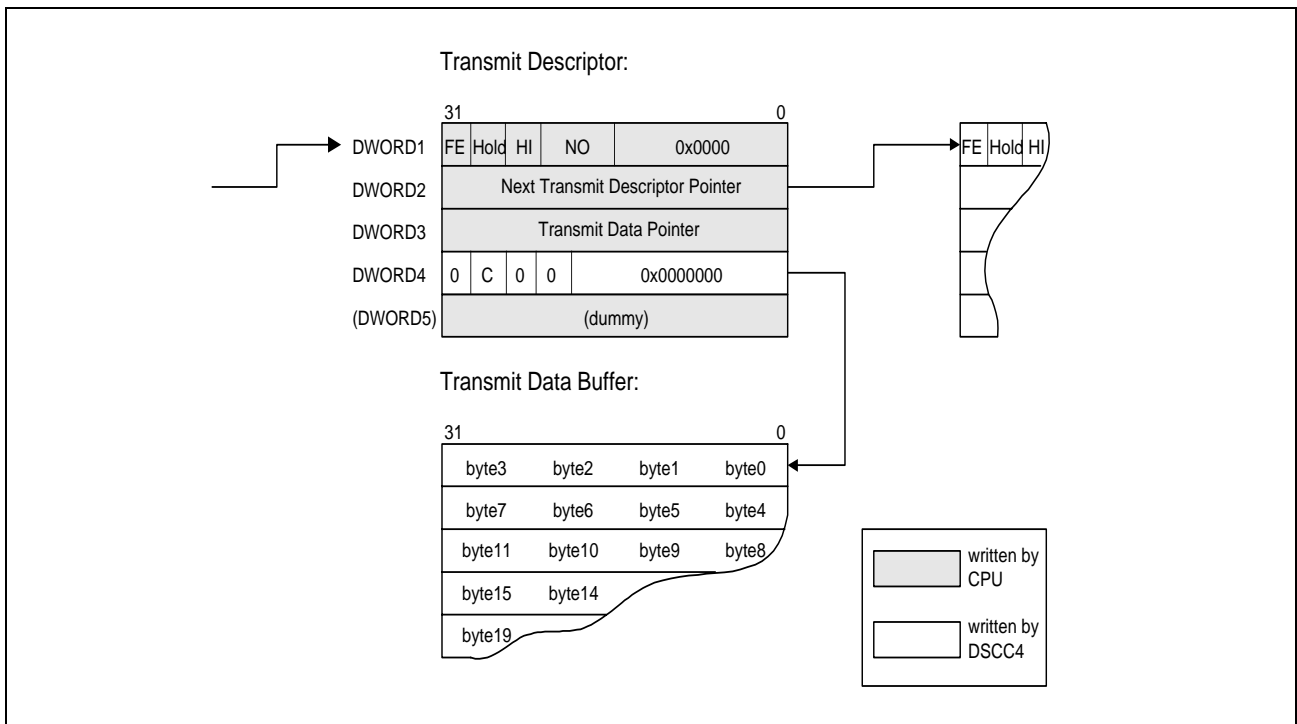 Transmit Descriptor:
31 0
DWORD1 FE Hold HI NO 0x0000 FE Hold HI
DWORD2 Next Transmit Descriptor Pointer
DWORD3 Transmit Data Pointer
DWORD4 0 C 0 0 0x0000000
(DWORD5) (dummy)
Transmit Data Buffer:
31 0
byte3 byte2 byte1 byte0
byte7 byte6 byte5 byte4
byte11 byte10 byte9 byte8
byte15 byte14
byte19
written by
CPU
written by
DSCC4